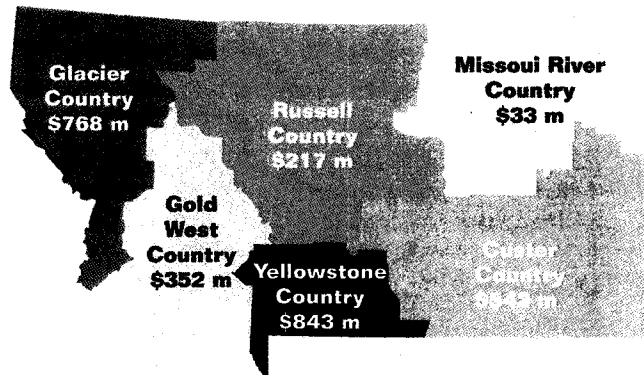 Glacier
Country
$768 m
Missoui River
Country
$33 m
Russell
Country
$217 m
Gold
West
Country
$352 m
Yellowstone
Country
$843 m
Custer
Country